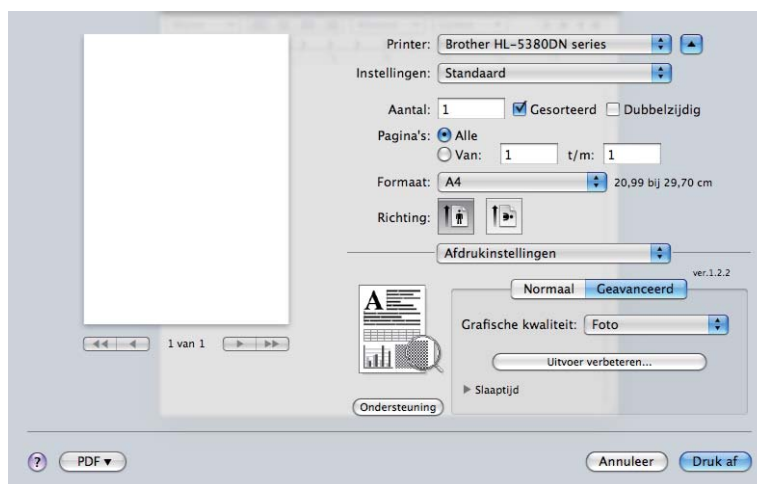 Printer: Brother HL-5380DN series
Instellingen: Standaard
Aantal: 1 Gesorteerd Dubbelzijdig
Pagina's: Alle
Van: 1 t/m: 1
Formaat: A4 20,99 bij 29,70 cm
Richting:
Afdrukinstellingen
ver.1.2.2
Normaal Geavanceerd
A
Grafische kwaliteit: Foto
1 van 1
Uitvoer verbeteren...
Slaaptijd
Ondersteuning
? PDF Annuleer Druk af